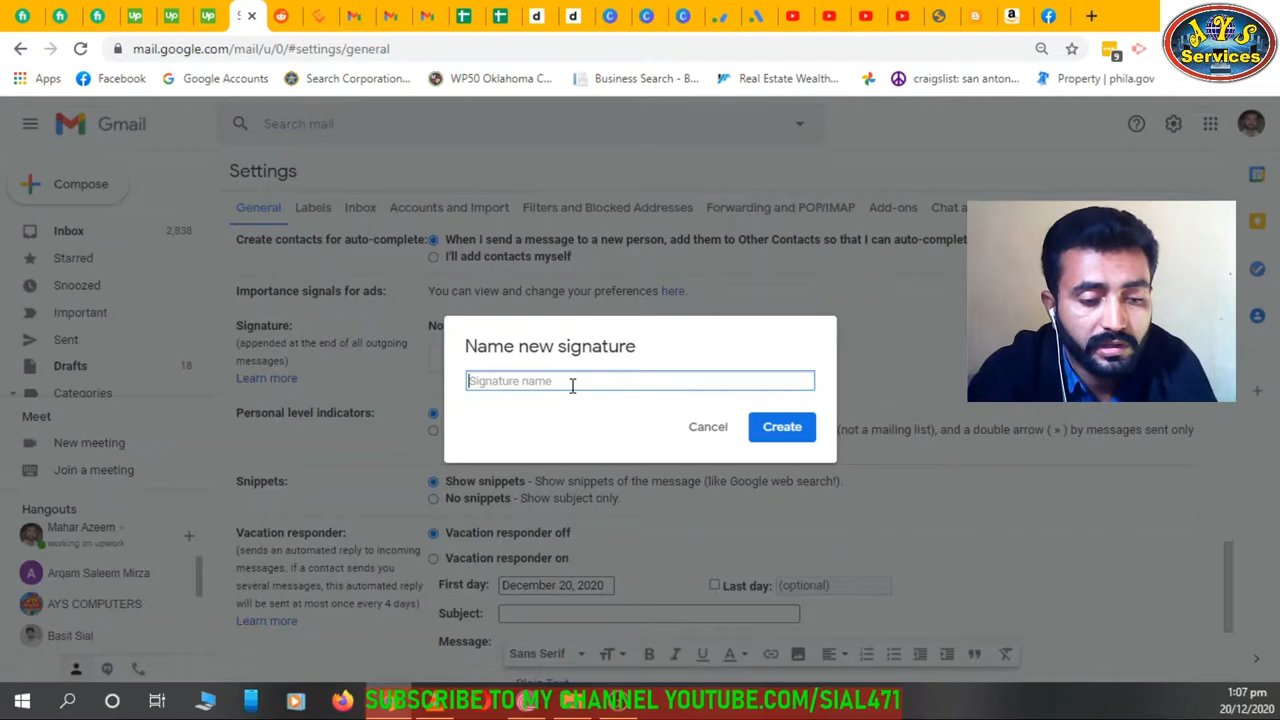 mail.google.com/mail/u/0/#settings/general
9
AYS
Services
Apps
Facebook
Google Accounts
Search Corporation...
WP50 Oklahoma C...
Business Search - B...
Real Estate Wealth...
craigslist: san anton...
Property | phila.gov
Gmail
Search mail
Compose
Inbox 2,838
Starred
Snoozed
Important
Sent
Drafts 18
Categories
Meet
New meeting
Join a meeting
Hangouts
Mahar Azeem
working on upwork
Arqam Saleem Mirza
AYS COMPUTERS
Basit Sial
Settings
General Labels Inbox Accounts and Import Filters and Blocked Addresses Forwarding and POP/IMAP Add-ons Chat a
Create contacts for auto-complete: When I send a message to a new person, add them to Other Contacts so that I can auto-complet
I'll add contacts myself
Importance signals for ads: You can view and change your preferences here.
Signature: No
(appended at the end of all outgoing
messages)
Learn more
Name new signature
Signature name
Cancel Create
Personal level indicators:
(not a mailing list), and a double arrow ( » ) by messages sent only
Snippets: Show snippets - Show snippets of the message (like Google web search!).
No snippets - Show subject only.
Vacation responder: Vacation responder off
(sends an automated reply to incoming
messages. If a contact sends you
several messages, this automated reply
will be sent at most once every 4 days)
Learn more
Vacation responder on
First day: December 20, 2020 Last day: (optional)
Subject:
Message:
Sans Serif
SUBSCRIBE TO MY CHANNEL YOUTUBE.COM/SIAL471
1:07 pm
20/12/2020